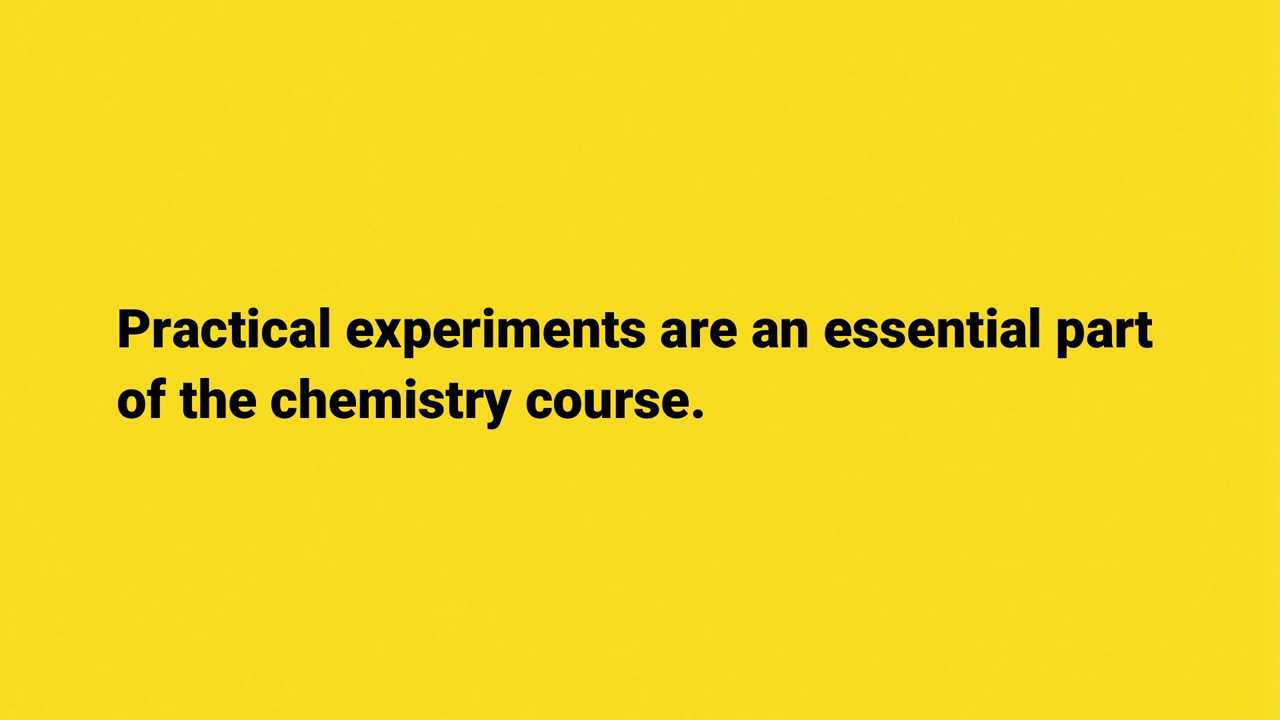 Practical experiments are an essential part
of the chemistry course.